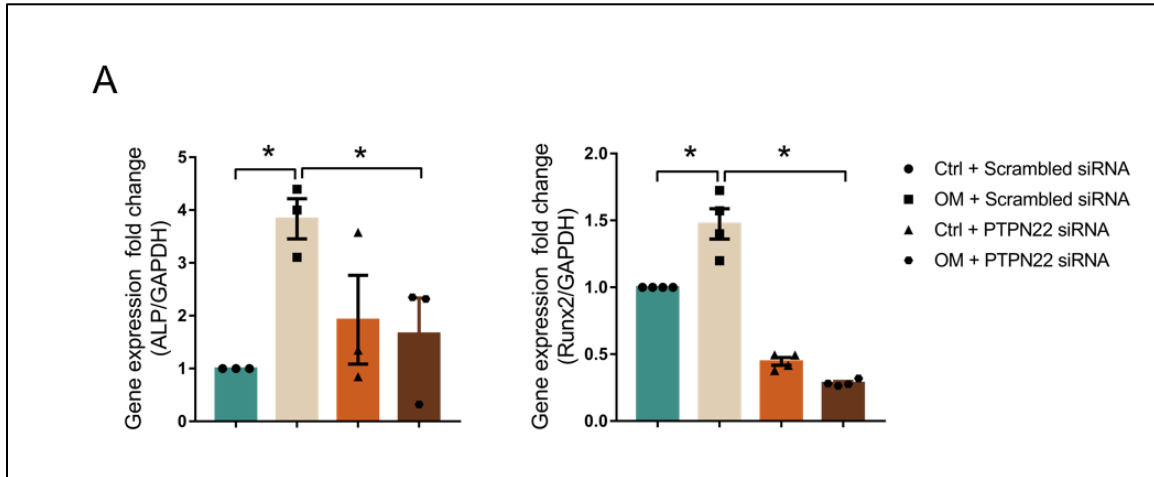 A
Gene expression fold change
(ALP/GAPDH)
5
4
3
2
1
0
*
*
Gene expression fold change
(Runx2/GAPDH)
2.0
1.5
1.0
0.5
0.0
*
*
Ctrl + Scrambled siRNA
OM + Scrambled siRNA
Ctrl + PTPN22 siRNA
OM + PTPN22 siRNA